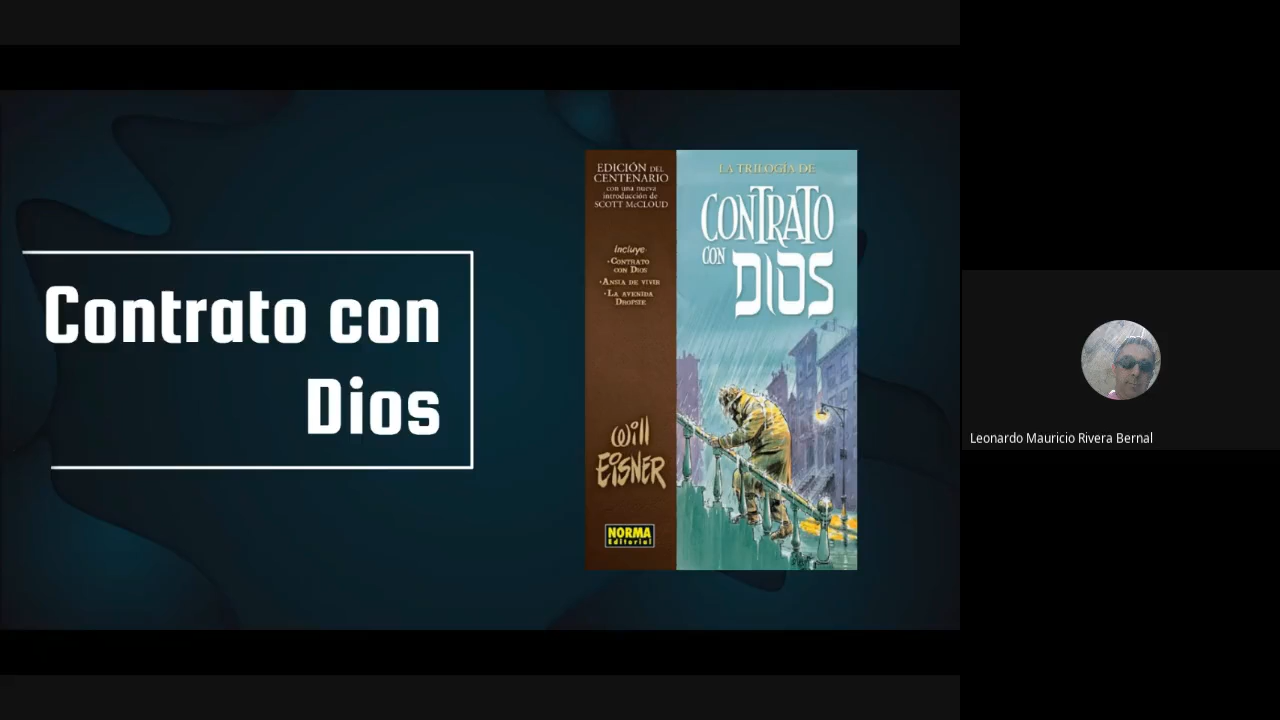 Contrato con
Dios
EDICIÓN DEL
CENTENARIO
con una nueva
introducción de
SCOTT McCLOUD
Incluye
·CONTRATO
CON DIOS
·ANSIA DE VIVIR
·LA AVENIDA
DROPSIE
Will
EISNER
NORMA
Editorial
LA TRILOGÍA DE
CONTRATO
CON DIOS
Leonardo Mauricio Rivera Bernal